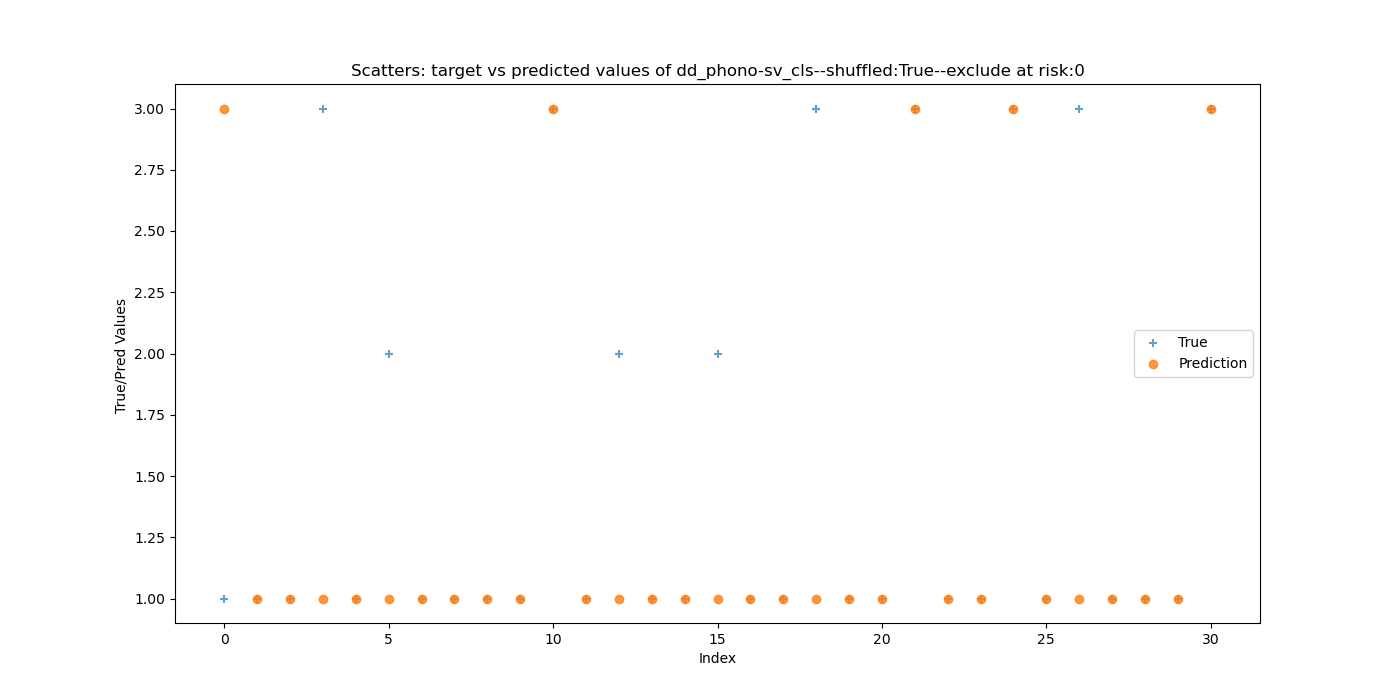 Scatters: target vs predicted values of dd_phono-sv_cls--shuffled:True--exclude at risk:0
3.00
2.75
2.50
2.25
2.00
1.75
1.50
1.25
1.00
True/Pred Values
True
Prediction
0 5 10 15 20 25 30
Index